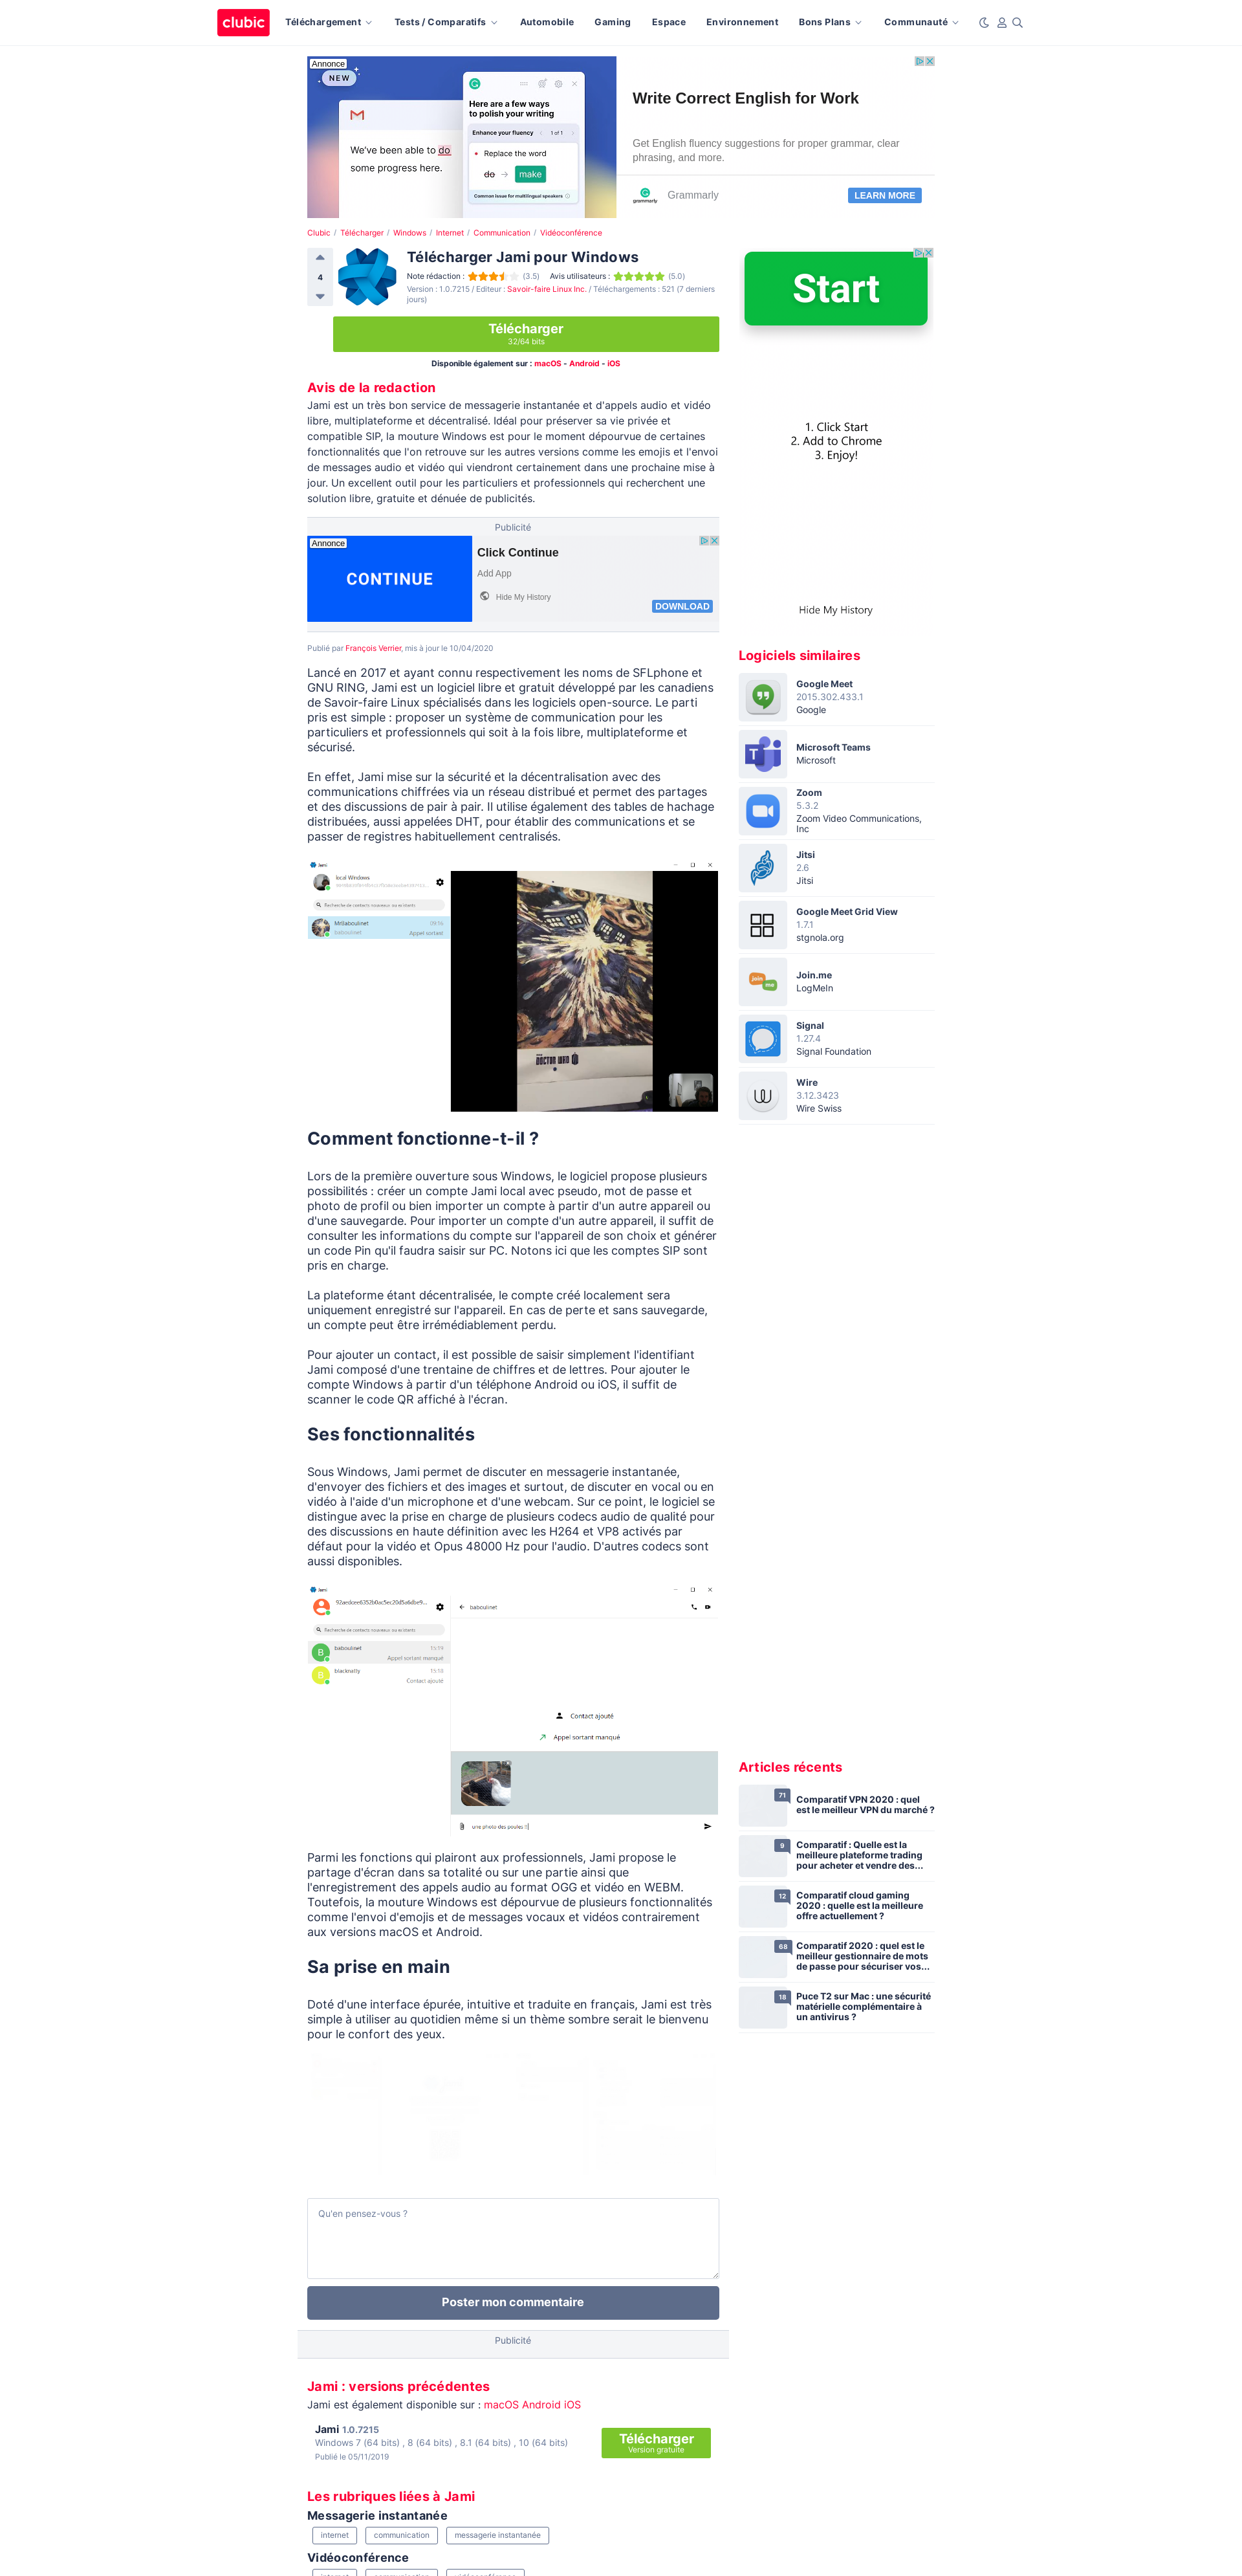 clubic
Téléchargement
Tests / Comparatifs
Automobile
Gaming
Espace
Environnement
Bons Plans
Communauté
Annonce
NEW
We've been able to do
some progress here.
Here are a few ways
to polish your writing
Enhance your fluency
1 of 1
Replace the word
do → make
Common issue for multilingual speakers
Write Correct English for Work
Get English fluency suggestions for proper grammar, clear
phrasing, and more.
grammarly
Grammarly
LEARN MORE
Clubic / Télécharger / Windows / Internet / Communication / Vidéoconférence
4
Télécharger Jami pour Windows
Note rédaction : (3.5) Avis utilisateurs : (5.0)
Version : 1.0.7215 / Editeur : Savoir-faire Linux Inc. / Téléchargements : 521 (7 derniers
jours)
Télécharger
32/64 bits
Disponible également sur : macOS - Android - iOS
Avis de la redaction
Jami est un très bon service de messagerie instantanée et d'appels audio et vidéo
libre, multiplateforme et décentralisé. Idéal pour préserver sa vie privée et
compatible SIP, la mouture Windows est pour le moment dépourvue de certaines
fonctionnalités que l'on retrouve sur les autres versions comme les emojis et l'envoi
de messages audio et vidéo qui viendront certainement dans une prochaine mise à
jour. Un excellent outil pour les particuliers et professionnels qui recherchent une
solution libre, gratuite et dénuée de publicités.
Publicité
Annonce
CONTINUE
Click Continue
Add App
Hide My History
DOWNLOAD
Publié par François Verrier, mis à jour le 10/04/2020
Lancé en 2017 et ayant connu respectivement les noms de SFLphone et
GNU RING, Jami est un logiciel libre et gratuit développé par les canadiens
de Savoir-faire Linux spécialisés dans les logiciels open-source. Le parti
pris est simple : proposer un système de communication pour les
particuliers et professionnels qui soit à la fois libre, multiplateforme et
sécurisé.
En effet, Jami mise sur la sécurité et la décentralisation avec des
communications chiffrées via un réseau distribué et permet des partages
et des discussions de pair à pair. Il utilise également des tables de hachage
distribuées, aussi appelées DHT, pour établir des communications et se
passer de registres habituellement centralisés.
Jami
local Windows
Recherche de contacts nouveaux ou existants
Millaboulinet
09:56
baboulinet
Appel sortant
DOCTOR WHO
Comment fonctionne-t-il ?
Lors de la première ouverture sous Windows, le logiciel propose plusieurs
possibilités : créer un compte Jami local avec pseudo, mot de passe et
photo de profil ou bien importer un compte à partir d'un autre appareil ou
d'une sauvegarde. Pour importer un compte d'un autre appareil, il suffit de
consulter les informations du compte sur l'appareil de son choix et générer
un code Pin qu'il faudra saisir sur PC. Notons ici que les comptes SIP sont
pris en charge.
La plateforme étant décentralisée, le compte créé localement sera
uniquement enregistré sur l'appareil. En cas de perte et sans sauvegarde,
un compte peut être irrémédiablement perdu.
Pour ajouter un contact, il est possible de saisir simplement l'identifiant
Jami composé d'une trentaine de chiffres et de lettres. Pour ajouter le
compte Windows à partir d'un téléphone Android ou iOS, il suffit de
scanner le code QR affiché à l'écran.
Ses fonctionnalités
Sous Windows, Jami permet de discuter en messagerie instantanée,
d'envoyer des fichiers et des images et surtout, de discuter en vocal ou en
vidéo à l'aide d'un microphone et d'une webcam. Sur ce point, le logiciel se
distingue avec la prise en charge de plusieurs codecs audio de qualité pour
des discussions en haute définition avec les H264 et VP8 activés par
défaut pour la vidéo et Opus 48000 Hz pour l'audio. D'autres codecs sont
aussi disponibles.
Jami
92aedcee6352b0ac5ec20d5a6dbe9...
Recherche de contacts nouveaux ou existants
B
baboulinet
15:19
Appel sortant manqué
B
blacknally
15:18
Contact ajouté
baboulinet
Contact ajouté
Appel sortant manqué
une photo des poules !!
Parmi les fonctions qui plairont aux professionnels, Jami propose le
partage d'écran dans sa totalité ou sur une partie ainsi que
l'enregistrement des appels audio au format OGG et vidéo en WEBM.
Toutefois, la mouture Windows est dépourvue de plusieurs fonctionnalités
comme l'envoi d'emojis et de messages vocaux et vidéos contrairement
aux versions macOS et Android.
Sa prise en main
Doté d'une interface épurée, intuitive et traduite en français, Jami est très
simple à utiliser au quotidien même si un thème sombre serait le bienvenu
pour le confort des yeux.
Qu'en pensez-vous ?
Poster mon commentaire
Publicité
Jami : versions précédentes
Jami est également disponible sur : macOS Android iOS
Jami 1.0.7215
Windows 7 (64 bits) , 8 (64 bits) , 8.1 (64 bits) , 10 (64 bits)
Publié le 05/11/2019
Télécharger
Version gratuite
Les rubriques liées à Jami
Messagerie instantanée
internet
communication
messagerie instantanée
Vidéoconférence
Start
1. Click Start
2. Add to Chrome
3. Enjoy!
Hide My History
Logiciels similaires
Google Meet
2015.302.433.1
Google
Microsoft Teams
Microsoft
Zoom
5.3.2
Zoom Video Communications,
Inc
Jitsi
2.6
Jitsi
Google Meet Grid View
1.7.1
stgnola.org
Join.me
LogMeIn
Signal
1.27.4
Signal Foundation
Wire
3.12.3423
Wire Swiss
Articles récents
71
Comparatif VPN 2020 : quel
est le meilleur VPN du marché ?
9
Comparatif : Quelle est la
meilleure plateforme trading
pour acheter et vendre des...
12
Comparatif cloud gaming
2020 : quelle est la meilleure
offre actuellement ?
68
Comparatif 2020 : quel est le
meilleur gestionnaire de mots
de passe pour sécuriser vos...
18
Puce T2 sur Mac : une sécurité
matérielle complémentaire à
un antivirus ?